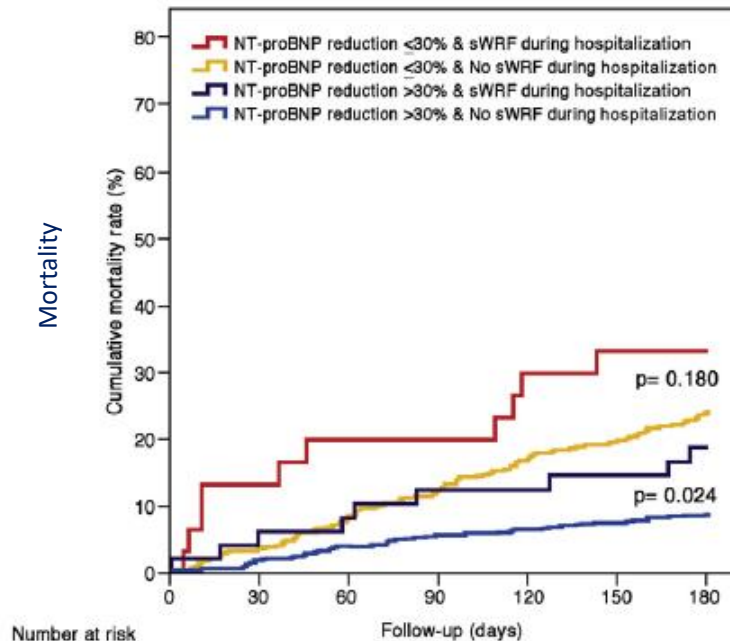 80
70
60
50
40
30
20
10
0
Mortality
Cumulative mortality rate (%)
NT-proBNP reduction ≤30% & sWRF during hospitalization
NT-proBNP reduction ≤30% & No sWRF during hospitalization
NT-proBNP reduction >30% & sWRF during hospitalization
NT-proBNP reduction >30% & No sWRF during hospitalization
p= 0.180
p= 0.024
0 30 60 90 120 150 180
Number at risk
Follow-up (days)